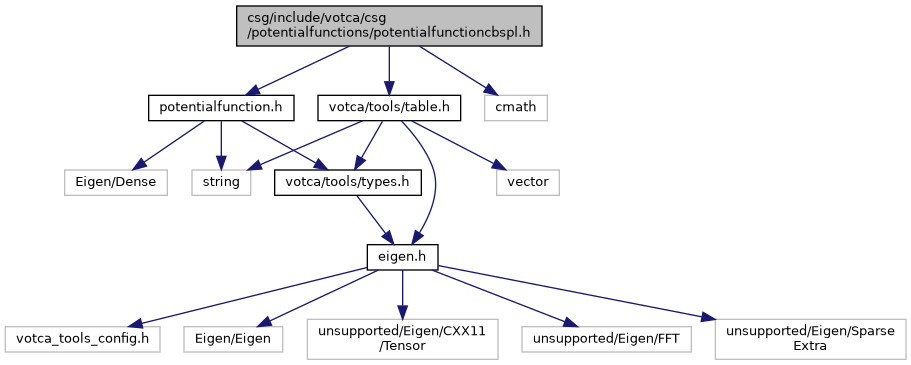 csg/include/votca/csg
/potentialfunctions/potentialfunctioncbspl.h
potentialfunction.h
votca/tools/table.h
cmath
Eigen/Dense
string
votca/tools/types.h
vector
eigen.h
votca_tools_config.h
Eigen/Eigen
unsupported/Eigen/CXX11
/Tensor
unsupported/Eigen/FFT
unsupported/Eigen/Sparse
Extra